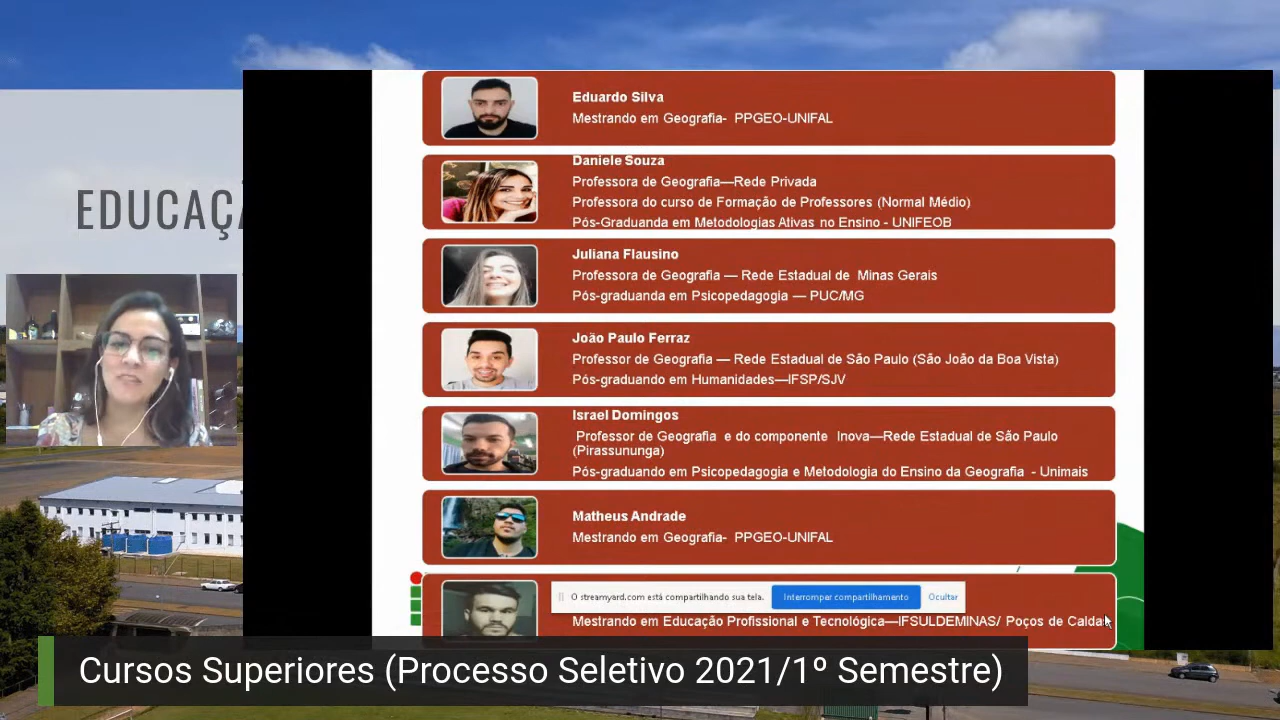 EDUCAÇÃ
Eduardo Silva
Mestrando em Geografia- PPGEO-UNIFAL
Daniele Souza
Professora de Geografia—Rede Privada
Professora do curso de Formação de Professores (Normal Médio)
Pós-Graduanda em Metodologias Ativas no Ensino - UNIFEOB
Juliana Flausino
Professora de Geografia — Rede Estadual de Minas Gerais
Pós-graduanda em Psicopedagogia — PUC/MG
João Paulo Ferraz
Professor de Geografia — Rede Estadual de São Paulo (São João da Boa Vista)
Pós-graduando em Humanidades—IFSP/SJV
Israel Domingos
Professor de Geografia e do componente Inova—Rede Estadual de São Paulo
(Pirassununga)
Pós-graduando em Psicopedagogia e Metodologia do Ensino da Geografia - Unimais
Matheus Andrade
Mestrando em Geografia- PPGEO-UNIFAL
O streamyard.com está compartilhando sua tela. Interromper compartilhamento Ocultar
Mestrando em Educação Profissional e Tecnológica—IFSULDEMINAS/ Poços de Caldas
Cursos Superiores (Processo Seletivo 2021/1º Semestre)